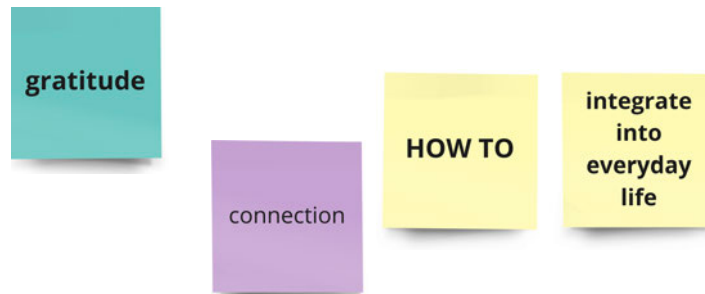 gratitude
connection
HOW TO
integrate
into
everyday
life